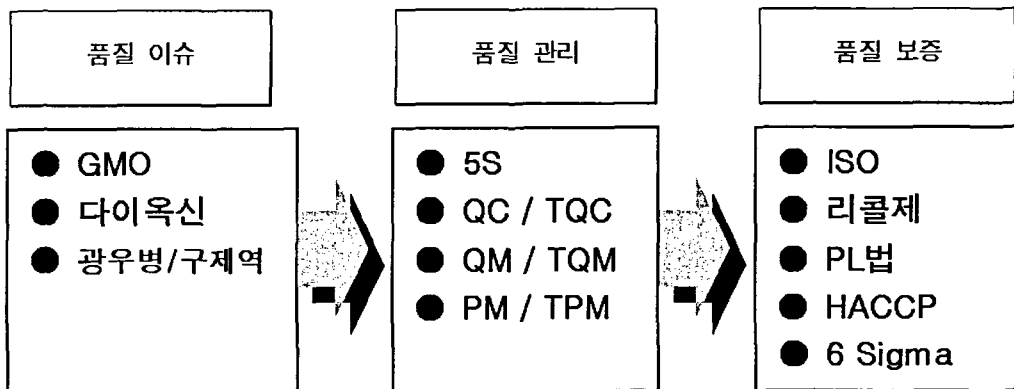 품질 이슈
GMO
다이옥신
광우병/구제역
품질 관리
5S
QC / TQC
QM / TQM
PM / TPM
품질 보증
ISO
리콜제
PL법
HACCP
6 Sigma